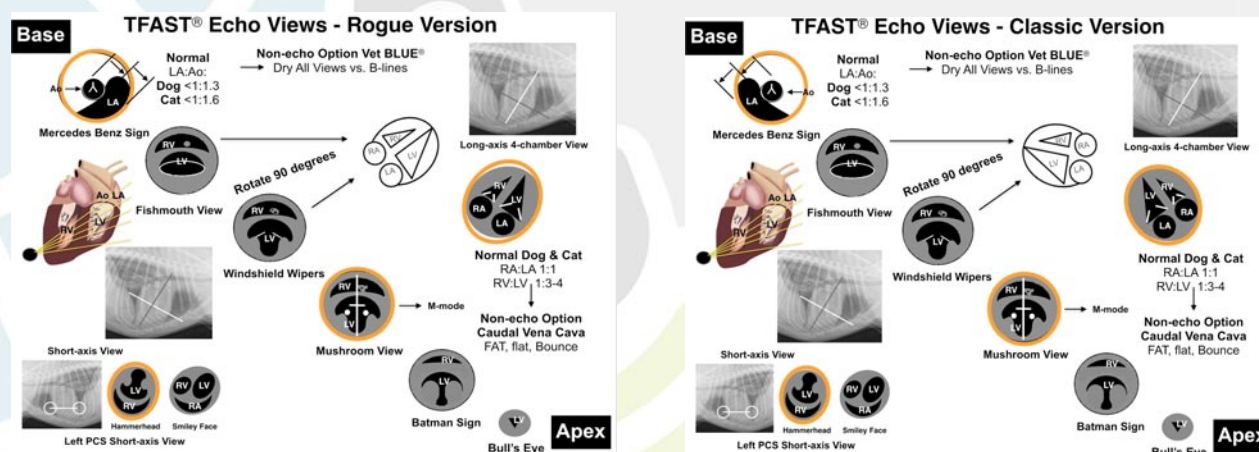 TFAST® Echo Views - Rogue Version
Base
Normal
LA:Ao:
Dog <1:1.3
Cat <1:1.6
Non-echo Option Vet BLUE®
Dry All Views vs. B-lines
Ao
LA
Mercedes Benz Sign
RV
LV
Fishmouth View
Rotate 90 degrees
RV
RA
LV
LA
Long-axis 4-chamber View
Ao LA
RV
LV
RV
LV
Windshield Wipers
RV
LV
RA
LA
Normal Dog & Cat
RA:LA 1:1
RV:LV 1:3-4
Non-echo Option
Caudal Vena Cava
FAT, flat, Bounce
RV
LV
M-mode
Mushroom View
Short-axis View
LV
RV
Hammerhead
RV
LV
RA
Smiley Face
Left PCS Short-axis View
RV
LV
Batman Sign
LV
Bull's Eye
Apex
TFAST® Echo Views - Classic Version
Base
Normal
LA:Ao:
Dog <1:1.3
Cat <1:1.6
Non-echo Option Vet BLUE®
Dry All Views vs. B-lines
Ao
LA
Mercedes Benz Sign
RV
LV
Fishmouth View
Rotate 90 degrees
RV
RA
LV
LA
Long-axis 4-chamber View
Ao LA
RV
LV
RV
LV
Windshield Wipers
RV
LV
RA
LA
Normal Dog & Cat
RA:LA 1:1
RV:LV 1:3-4
Non-echo Option
Caudal Vena Cava
FAT, flat, Bounce
RV
LV
M-mode
Mushroom View
Short-axis View
LV
RV
Hammerhead
RV
LV
RA
Smiley Face
Left PCS Short-axis View
RV
LV
Batman Sign
LV
Bull's Eye
Apex